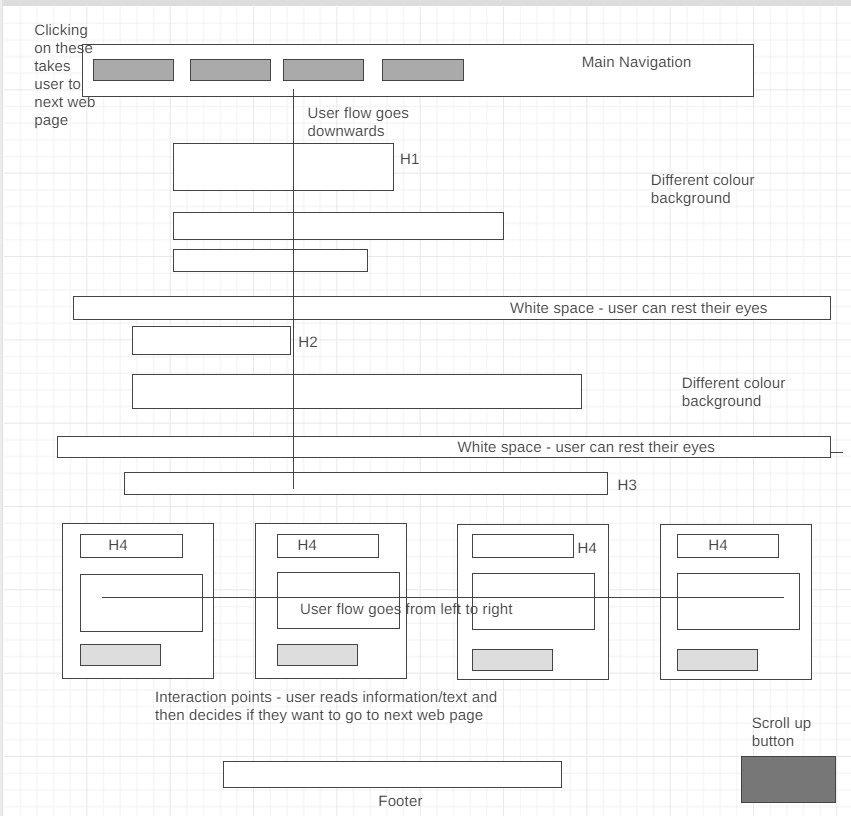 Clicking
on these
takes
user to
next web
page
Main Navigation
User flow goes
downwards
H1
Different colour
background
White space - user can rest their eyes
H2
Different colour
background
White space - user can rest their eyes
H3
H4
H4
H4
H4
User flow goes from left to right
Interaction points - user reads information/text and
then decides if they want to go to next web page
Scroll up
button
Footer